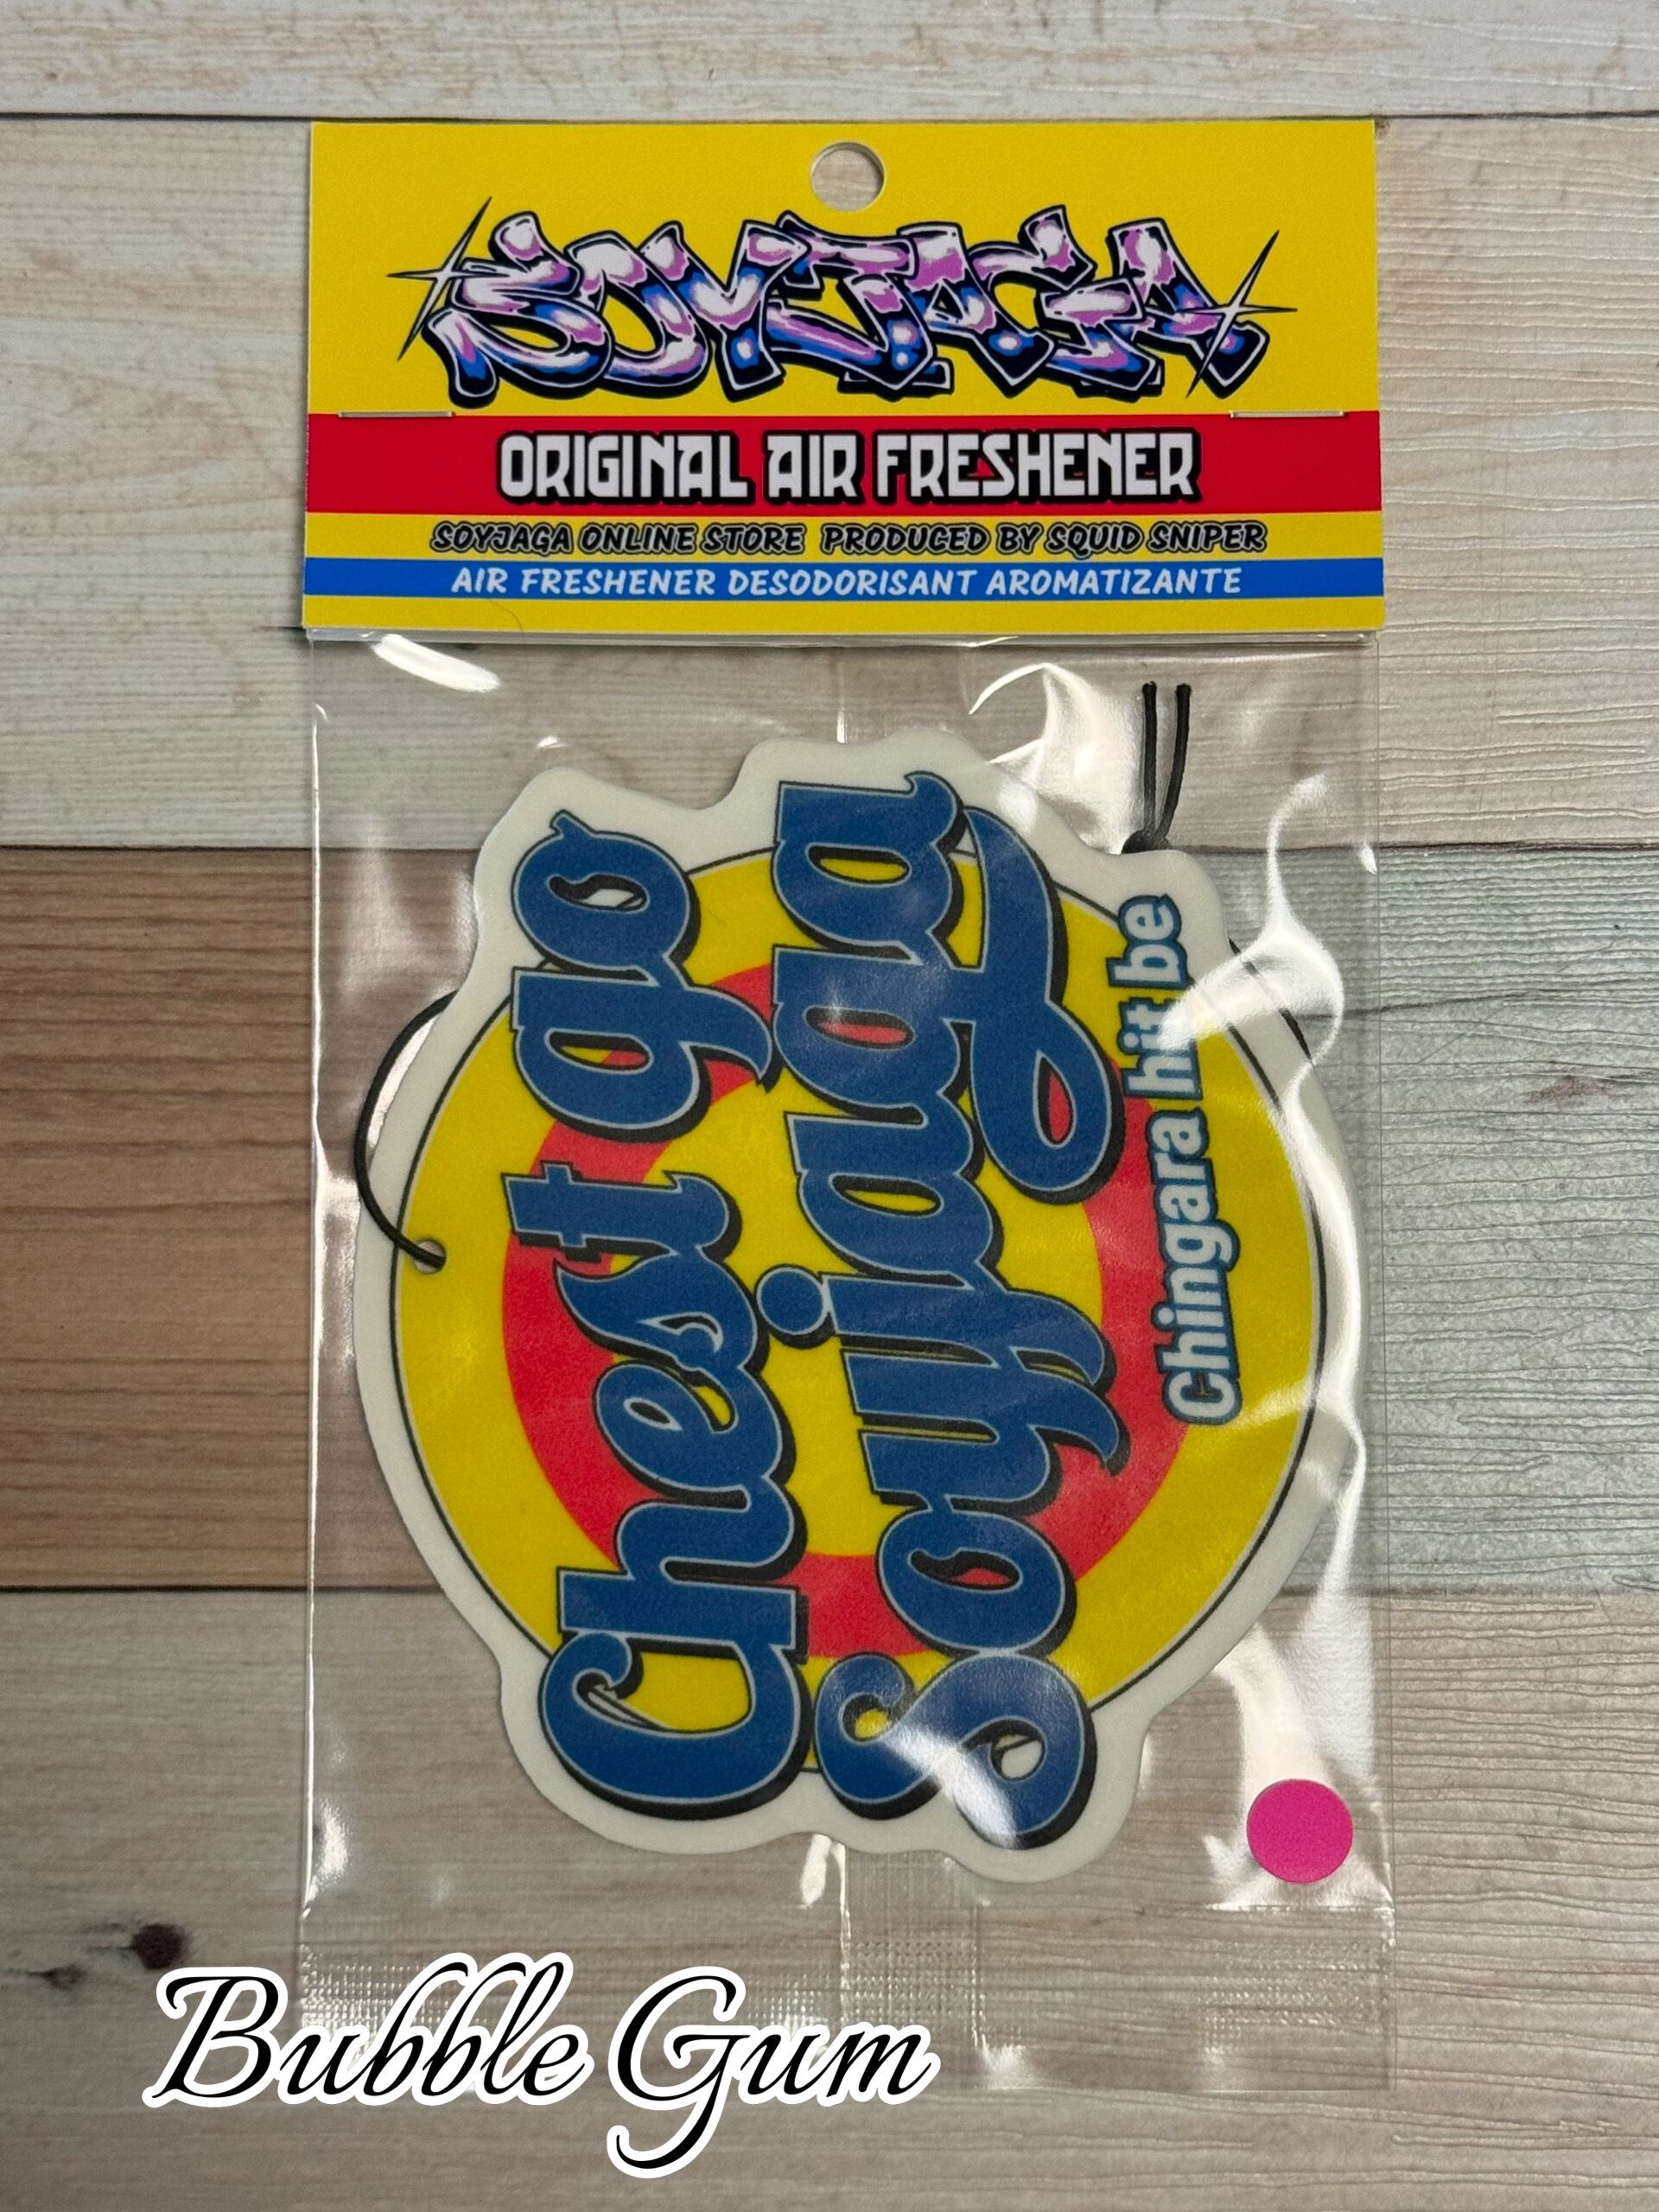 SOYJAGA
ORIGINAL AIR FRESHENER
SOYJAGA ONLINE STORE PRODUCED BY SQUID SNIPER
AIR FRESHENER DESODORISANT AROMATIZANTE
Chest go
Soyjaga
Chingara hit be
Bubble Gum